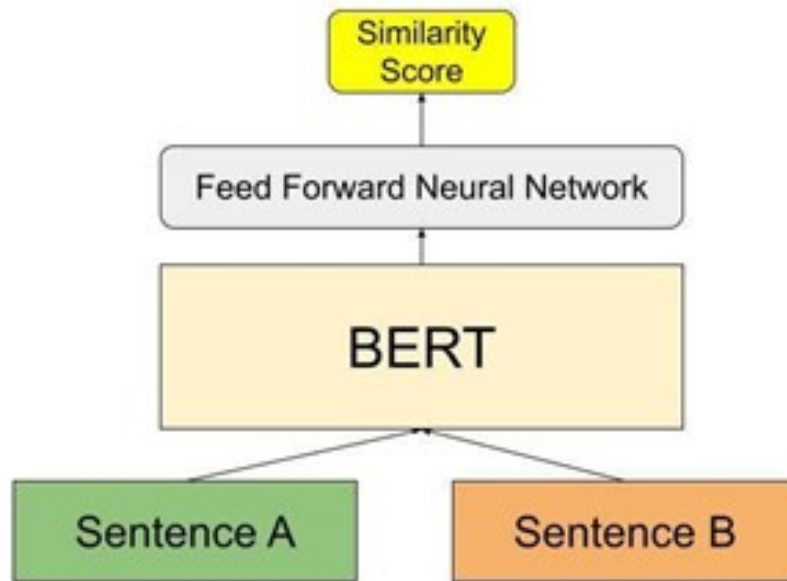 Similarity
Score
Feed Forward Neural Network
BERT
Sentence A
Sentence B